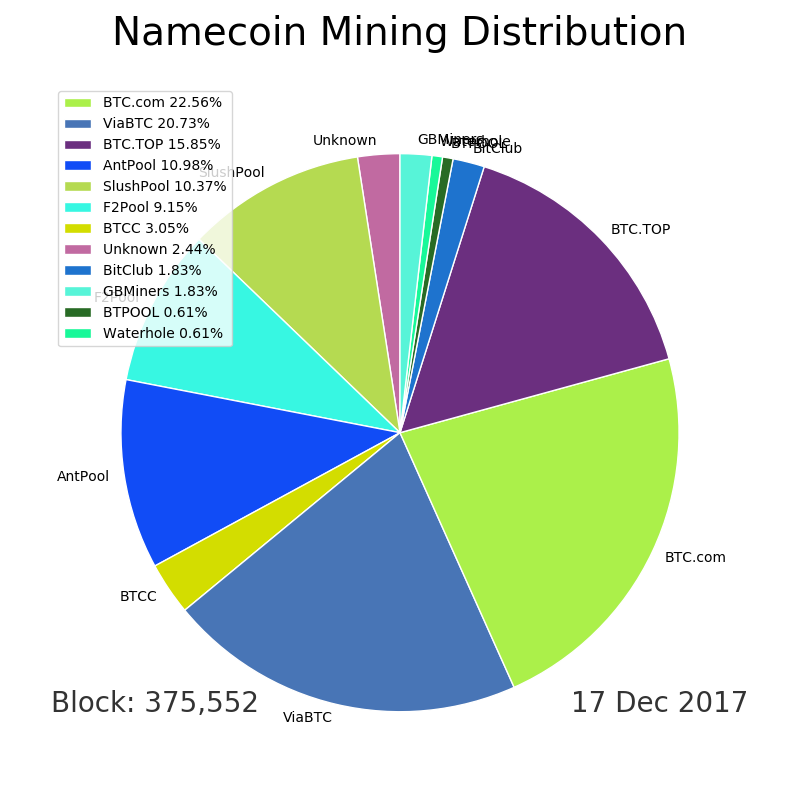 Namecoin Mining Distribution
BTC.com 22.56%
ViaBTC 20.73%
BTC.TOP 15.85%
AntPool 10.98%
SlushPool 10.37%
F2Pool 9.15%
BTCC 3.05%
Unknown 2.44%
BitClub 1.83%
GBMiners 1.83%
BTPOOL 0.61%
Waterhole 0.61%
Unknown
GBMiners
Waterhole
BTPOOL
BitClub
SlushPool
BTC.TOP
F2Pool
AntPool
BTC.com
BTCC
ViaBTC
Block: 375,552
17 Dec 2017